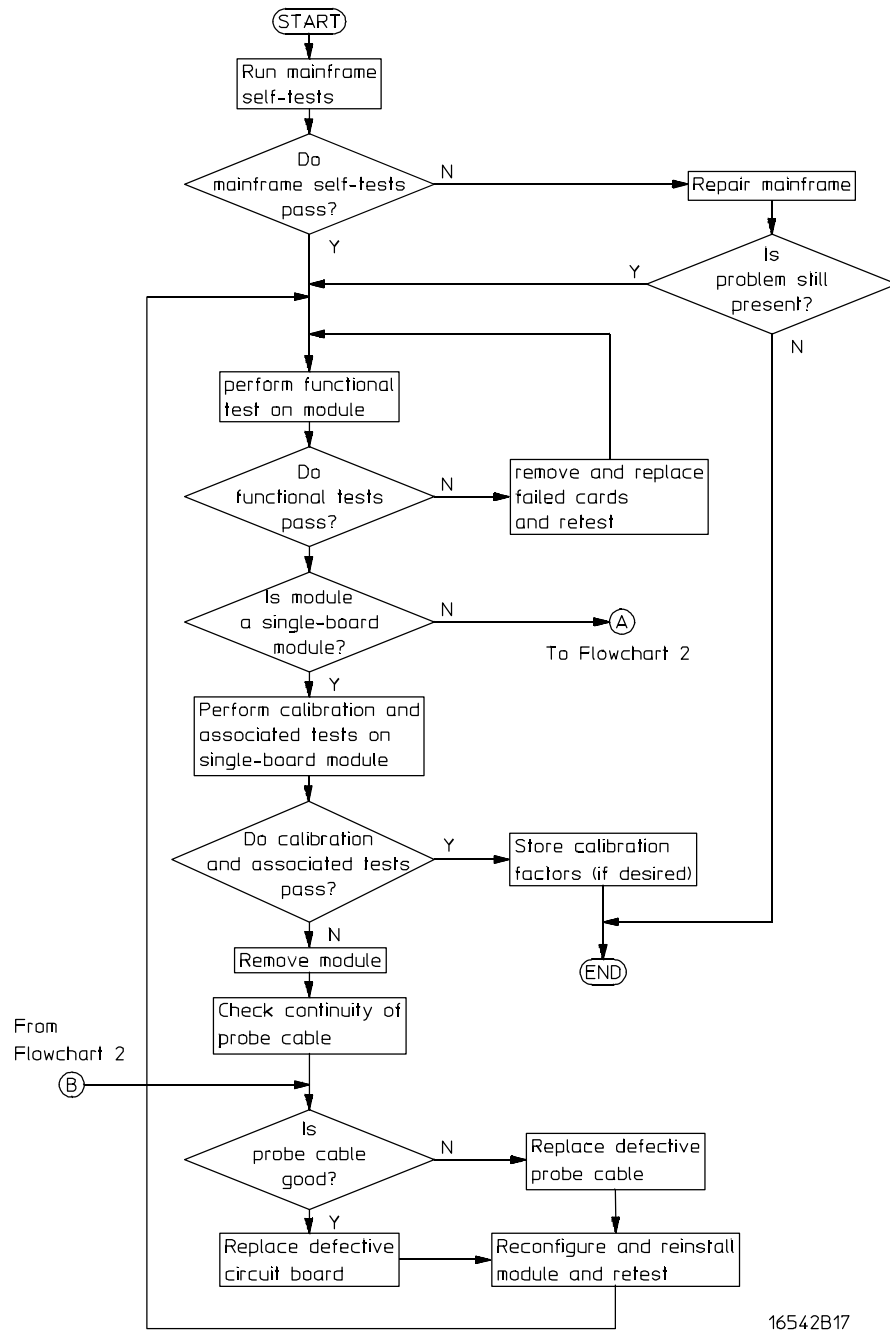 START
Run mainframe
self-tests
Do
mainframe self-tests
pass?
N
Y
Repair mainframe
Is
problem still
present?
Y
N
perform functional
test on module
Do
functional tests
pass?
N
remove and replace
failed cards
and retest
Is module
a single-board
module?
N
A
To Flowchart 2
Y
Perform calibration and
associated tests on
single-board module
Do calibration
and associated tests
pass?
Y
Store calibration
factors (if desired)
END
N
Remove module
Check continuity of
probe cable
From
Flowchart 2
B
Is
probe cable
good?
N
Replace defective
probe cable
Y
Replace defective
circuit board
Reconfigure and reinstall
module and retest
16542B17